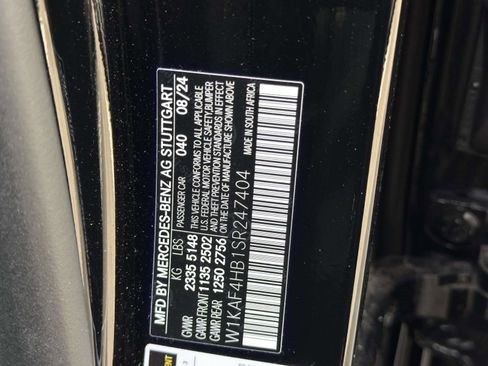 MFD BY MERCEDES-BENZ AG STUTTGART
KG LBS PASSENGER CAR 040 08/24
GVWR 2335 5148 THIS VEHICLE CONFORMS TO ALL APPLICABLE
GAWR FRONT 1135 2502 U.S. FEDERAL MOTOR VEHICLE SAFETY, BUMPER
GAWR REAR 1250 2756 AND THEFT PREVENTION STANDARDS IN EFFECT
ON THE DATE OF MANUFACTURE SHOWN ABOVE
MADE IN SOUTH AFRICA
W1KAF4HB1SR247404